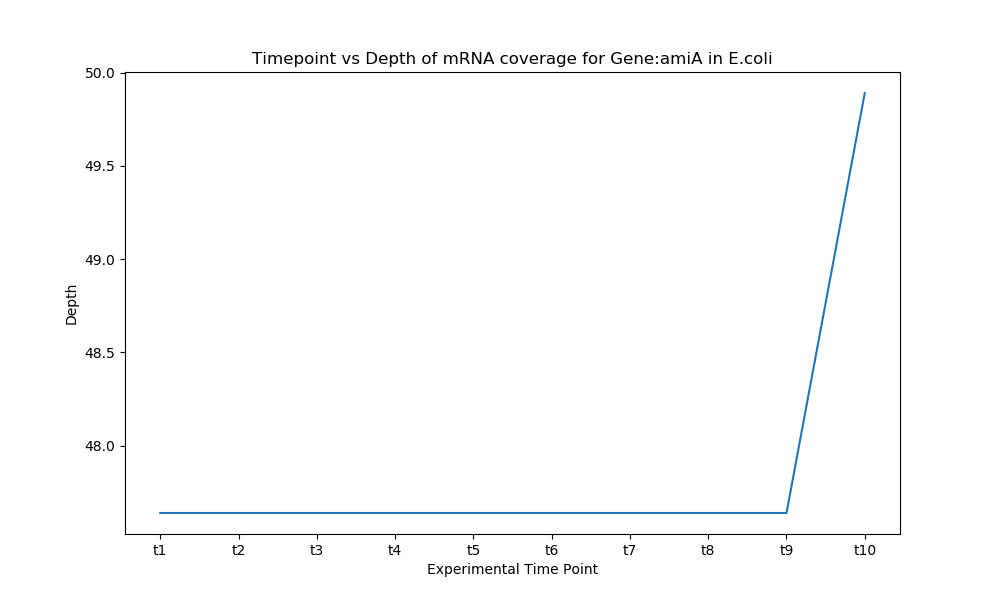 Timepoint vs Depth of mRNA coverage for Gene:amiA in E.coli
50.0
49.5
49.0
48.5
48.0
Depth
t1 t2 t3 t4 t5 t6 t7 t8 t9 t10
Experimental Time Point